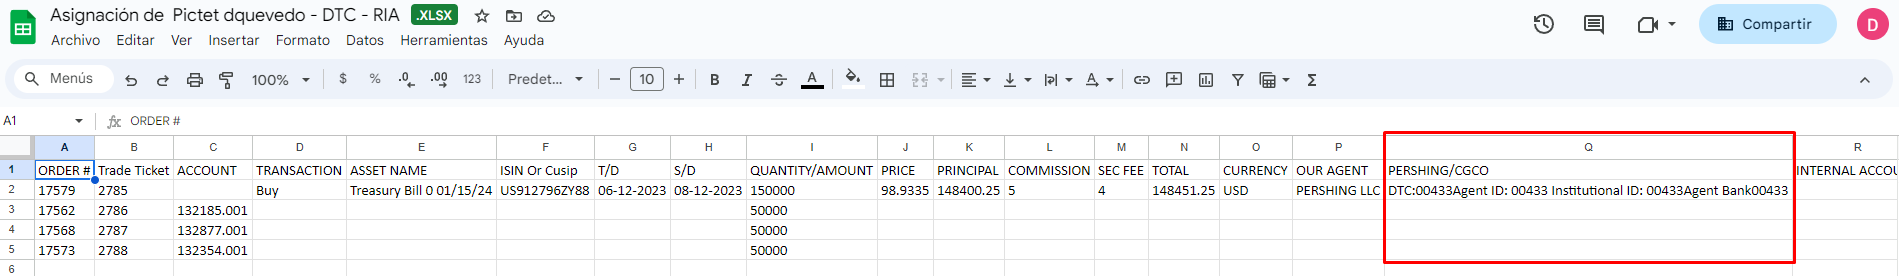 Asignación de Pictet dquevedo - DTC - RIA .XLSX
Archivo Editar Ver Insertar Formato Datos Herramientas Ayuda
Compartir
D
Menús 100% $ % .0 .00 123 Predet... − 10 + B I S A A Σ
A1 fx ORDER #
A B C D E F G H I J K L M N O P Q R
1 ORDER # Trade Ticket ACCOUNT TRANSACTION ASSET NAME ISIN Or Cusip T/D S/D QUANTITY/AMOUNT PRICE PRINCIPAL COMMISSION SEC FEE TOTAL CURRENCY OUR AGENT PERSHING/CGCO INTERNAL ACCOU
2 17579 2785 Buy Treasury Bill 0 01/15/24 US912796ZY88 06-12-2023 08-12-2023 150000 98.9335 148400.25 5 4 148451.25 USD PERSHING LLC DTC:00433Agent ID: 00433 Institutional ID: 00433Agent Bank00433
3 17562 2786 132185.001 50000
4 17568 2787 132877.001 50000
5 17573 2788 132354.001 50000
6